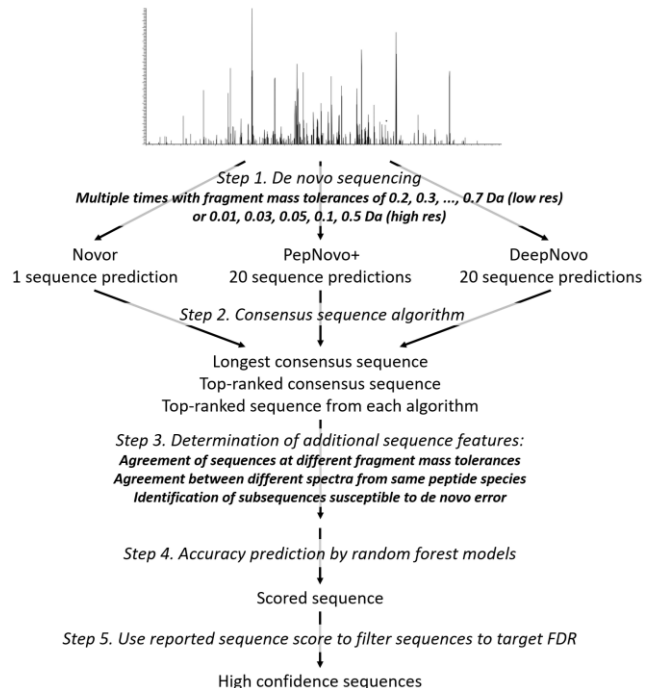 Step 1. De novo sequencing
Multiple times with fragment mass tolerances of 0.2, 0.3, ..., 0.7 Da (low res)
or 0.01, 0.03, 0.05, 0.1, 0.5 Da (high res)
Novor PepNovo+ DeepNovo
1 sequence prediction 20 sequence predictions 20 sequence predictions
Step 2. Consensus sequence algorithm
Longest consensus sequence
Top-ranked consensus sequence
Top-ranked sequence from each algorithm
Step 3. Determination of additional sequence features:
Agreement of sequences at different fragment mass tolerances
Agreement between different spectra from same peptide species
Identification of subsequences susceptible to de novo error
Step 4. Accuracy prediction by random forest models
Scored sequence
Step 5. Use reported sequence score to filter sequences to target FDR
High confidence sequences